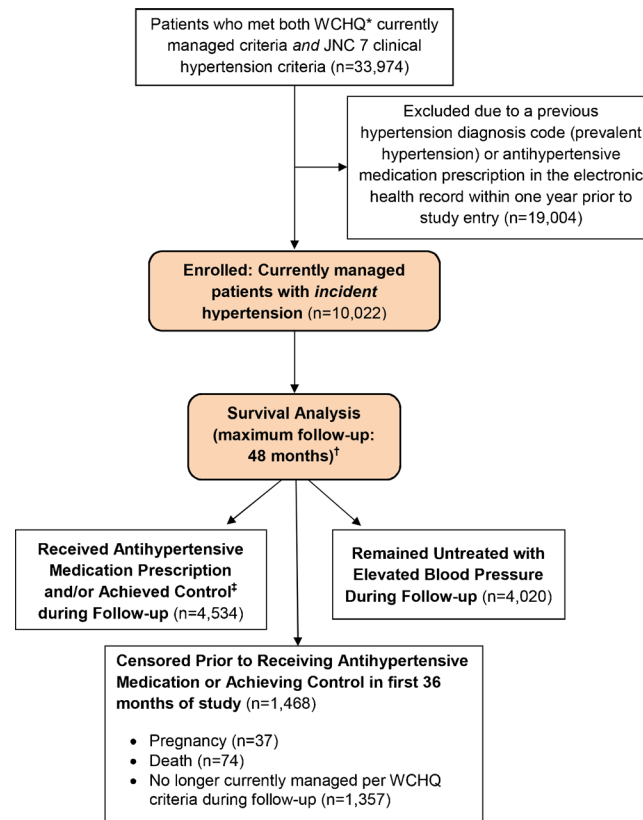 Patients who met both WCHQ* currently
managed criteria and JNC 7 clinical
hypertension criteria (n=33,974)
Excluded due to a previous
hypertension diagnosis code (prevalent
hypertension) or antihypertensive
medication prescription in the electronic
health record within one year prior to
study entry (n=19,004)
Enrolled: Currently managed
patients with incident
hypertension (n=10,022)
Survival Analysis
(maximum follow-up:
48 months)†
Received Antihypertensive
Medication Prescription
and/or Achieved Control‡
during Follow-up (n=4,534)
Remained Untreated with
Elevated Blood Pressure
During Follow-up (n=4,020)
Censored Prior to Receiving Antihypertensive
Medication or Achieving Control in first 36
months of study (n=1,468)
• Pregnancy (n=37)
• Death (n=74)
• No longer currently managed per WCHQ
criteria during follow-up (n=1,357)